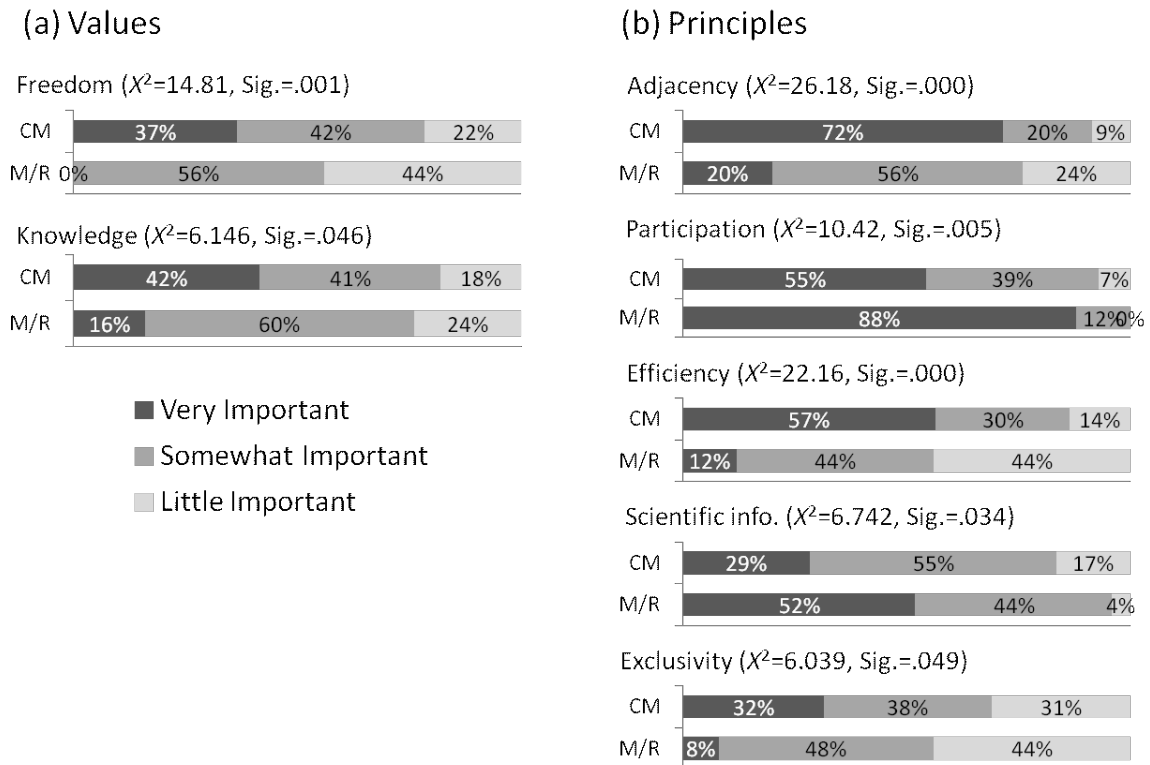 (a) Values
Freedom (X²=14.81, Sig.=.001)
CM 37% 42% 22%
M/R 0% 56% 44%
Knowledge (X²=6.146, Sig.=.046)
CM 42% 41% 18%
M/R 16% 60% 24%
Very Important
Somewhat Important
Little Important
(b) Principles
Adjacency (X²=26.18, Sig.=.000)
CM 72% 20% 9%
M/R 20% 56% 24%
Participation (X²=10.42, Sig.=.005)
CM 55% 39% 7%
M/R 88% 12% 0%
Efficiency (X²=22.16, Sig.=.000)
CM 57% 30% 14%
M/R 12% 44% 44%
Scientific info. (X²=6.742, Sig.=.034)
CM 29% 55% 17%
M/R 52% 44% 4%
Exclusivity (X²=6.039, Sig.=.049)
CM 32% 38% 31%
M/R 8% 48% 44%